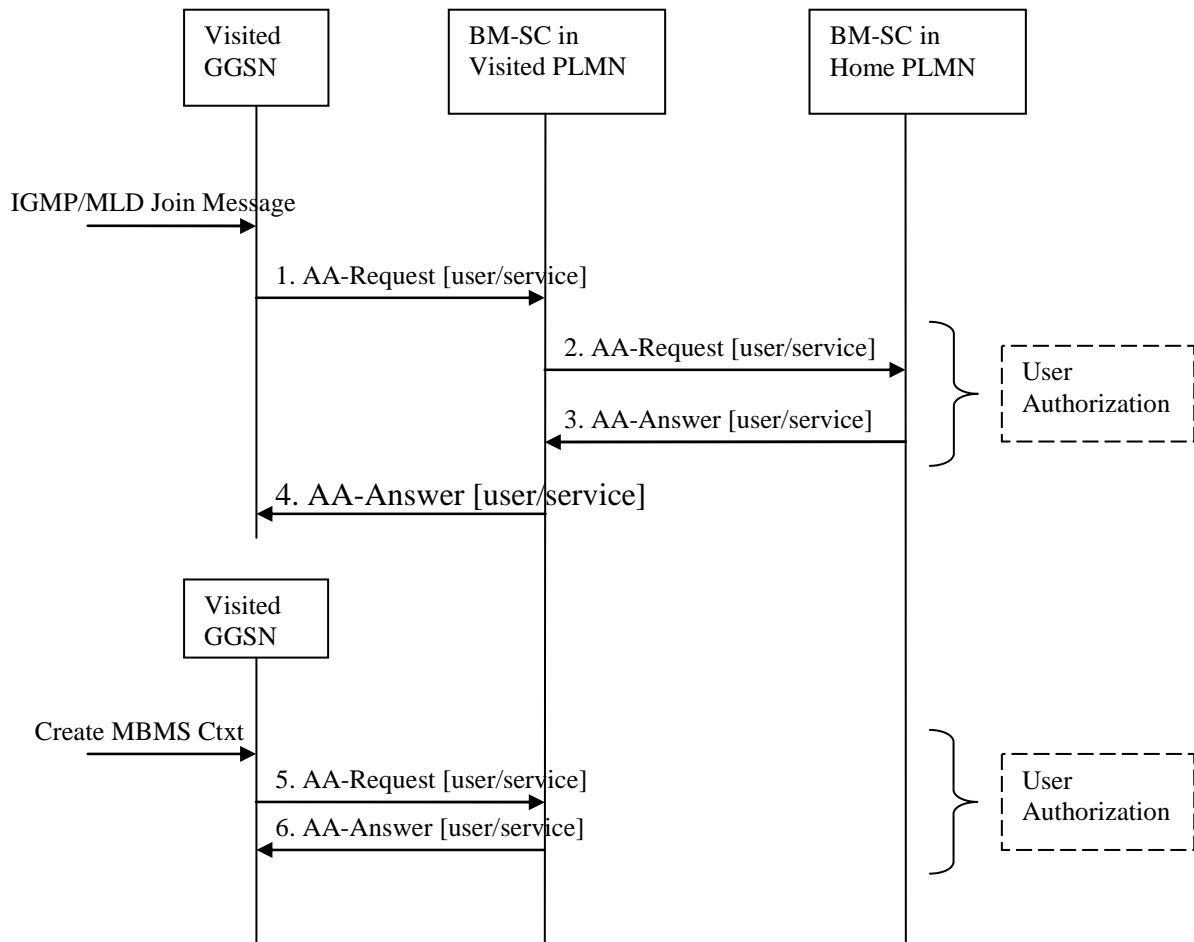 Visited
GGSN
BM-SC in
Visited PLMN
BM-SC in
Home PLMN
IGMP/MLD Join Message
1. AA-Request [user/service]
2. AA-Request [user/service]
User
Authorization
3. AA-Answer [user/service]
4. AA-Answer [user/service]
Visited
GGSN
Create MBMS Ctxt
5. AA-Request [user/service]
User
Authorization
6. AA-Answer [user/service]